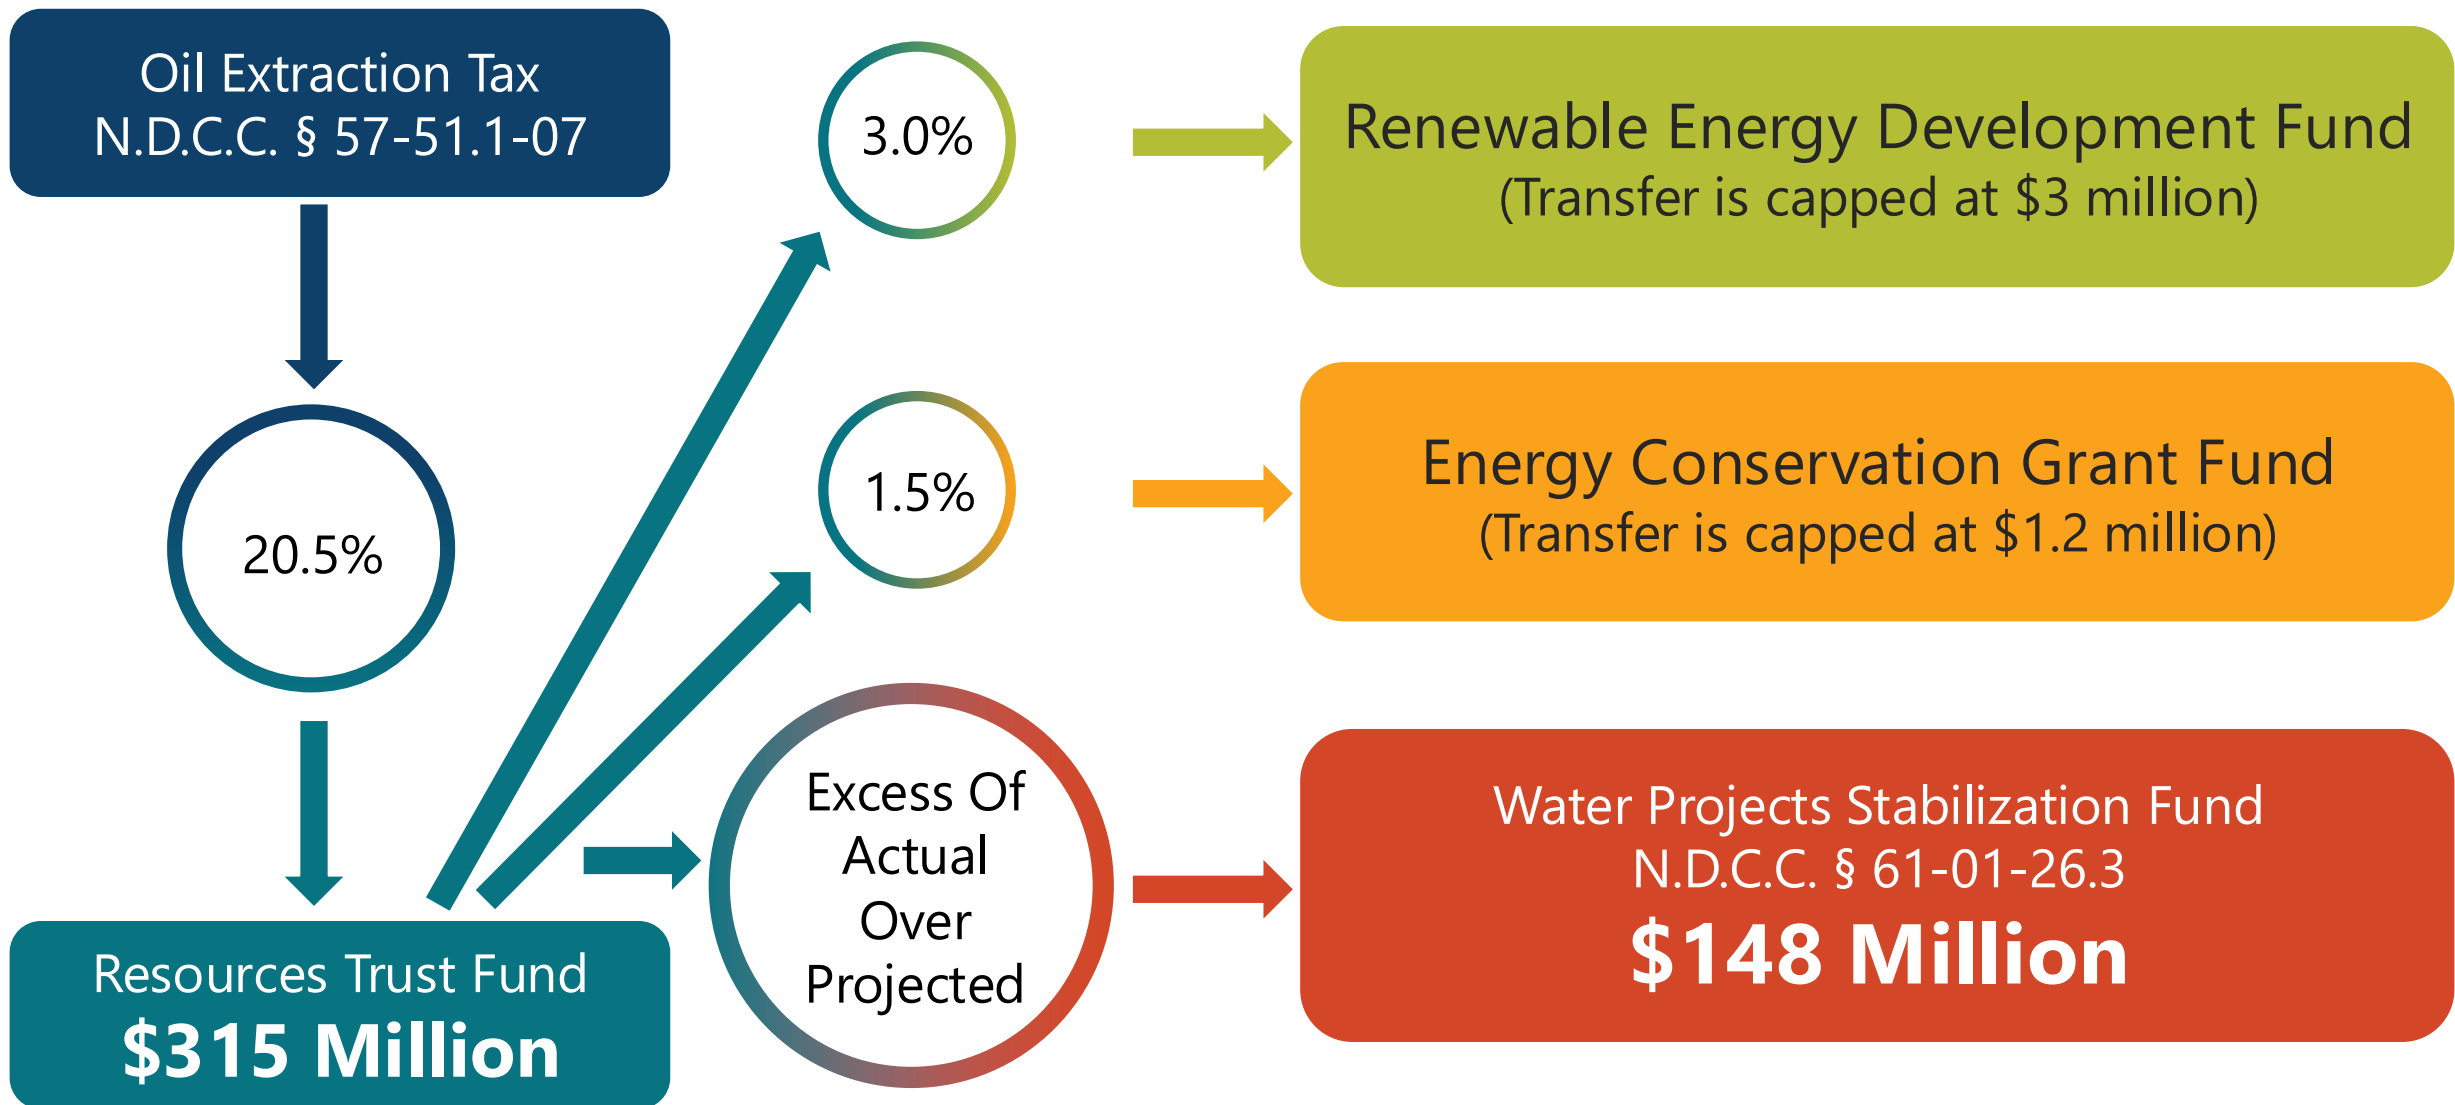 Oil Extraction Tax
N.D.C.C. § 57-51.1-07
20.5%
Resources Trust Fund
$315 Million
3.0%
Renewable Energy Development Fund
(Transfer is capped at $3 million)
1.5%
Energy Conservation Grant Fund
(Transfer is capped at $1.2 million)
Excess Of
Actual
Over
Projected
Water Projects Stabilization Fund
N.D.C.C. § 61-01-26.3
$148 Million